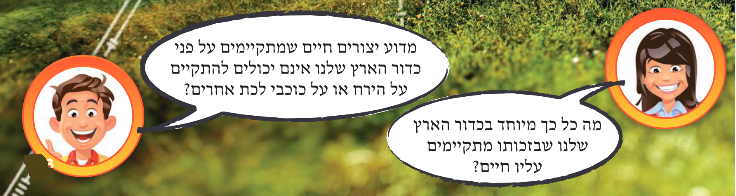 מדוע יצורים חיים שמתקיימים על פני
כדור הארץ שלנו אינם יכולים להתקיים
על הירח או על כוכבי לכת אחרים?
מה כל כך מיוחד בכדור הארץ
שלנו שבזכותו מתקיימים
עליו חיים?